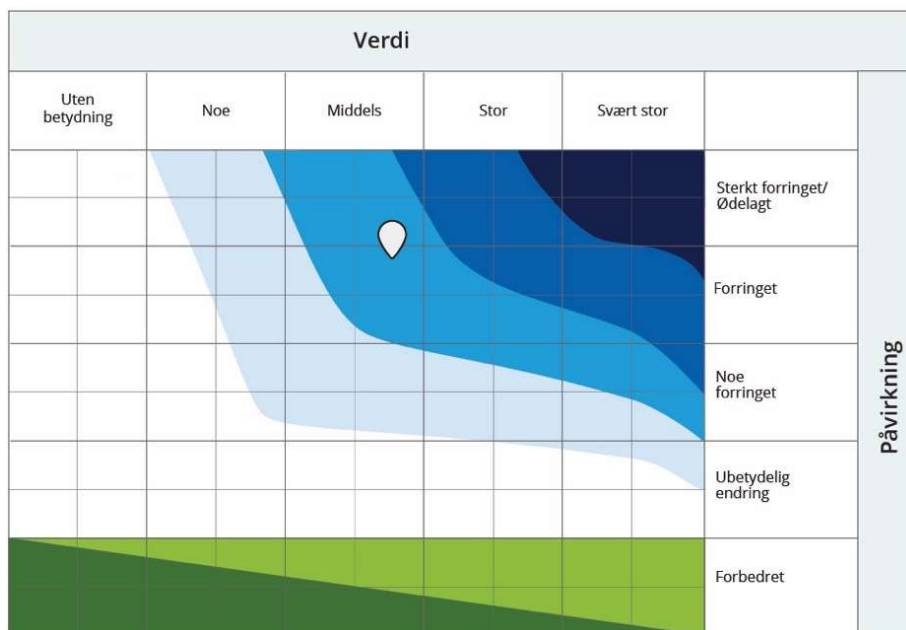 Verdi
Uten
betydning
Noe
Middels
Stor
Svært stor
Sterkt forringet/
Ødelagt
Forringet
Noe
forringet
Ubetydelig
endring
Forbedret
Påvirkning